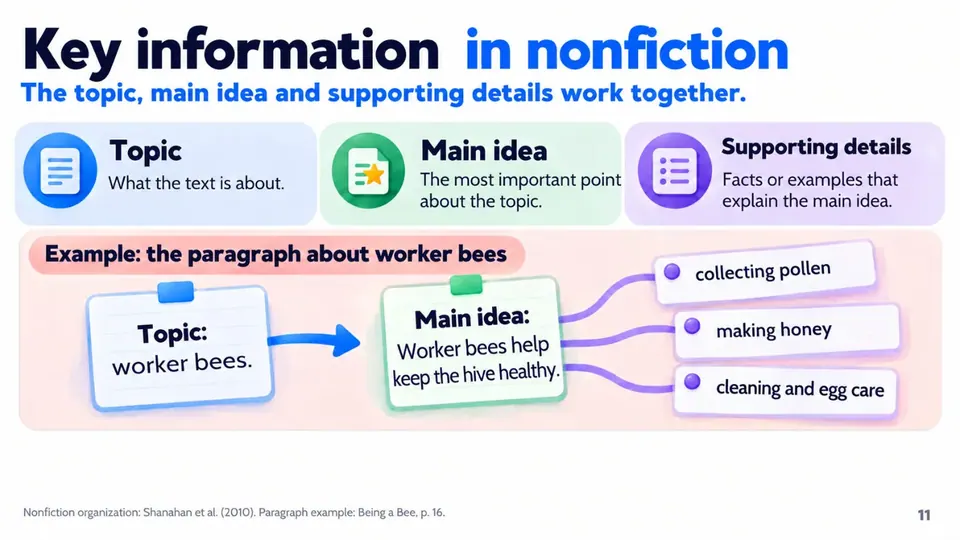 Key information in nonfiction
The topic, main idea and supporting details work together.
Topic
What the text is about.
Main idea
The most important point
about the topic.
Supporting details
Facts or examples that
explain the main idea.
Example: the paragraph about worker bees
Topic:
worker bees.
Main idea:
Worker bees help
keep the hive healthy.
collecting pollen
making honey
cleaning and egg care
Nonfiction organization: Shanahan et al. (2010). Paragraph example: Being a Bee, p. 16.
11